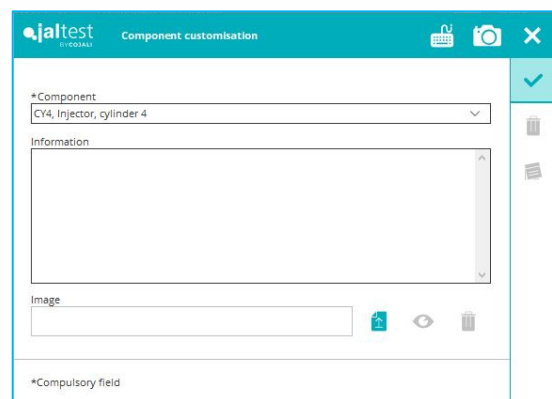 jaltest
BY COJALI
Component customisation
*Component
CY4, Injector, cylinder 4
Information
Image
*Compulsory field